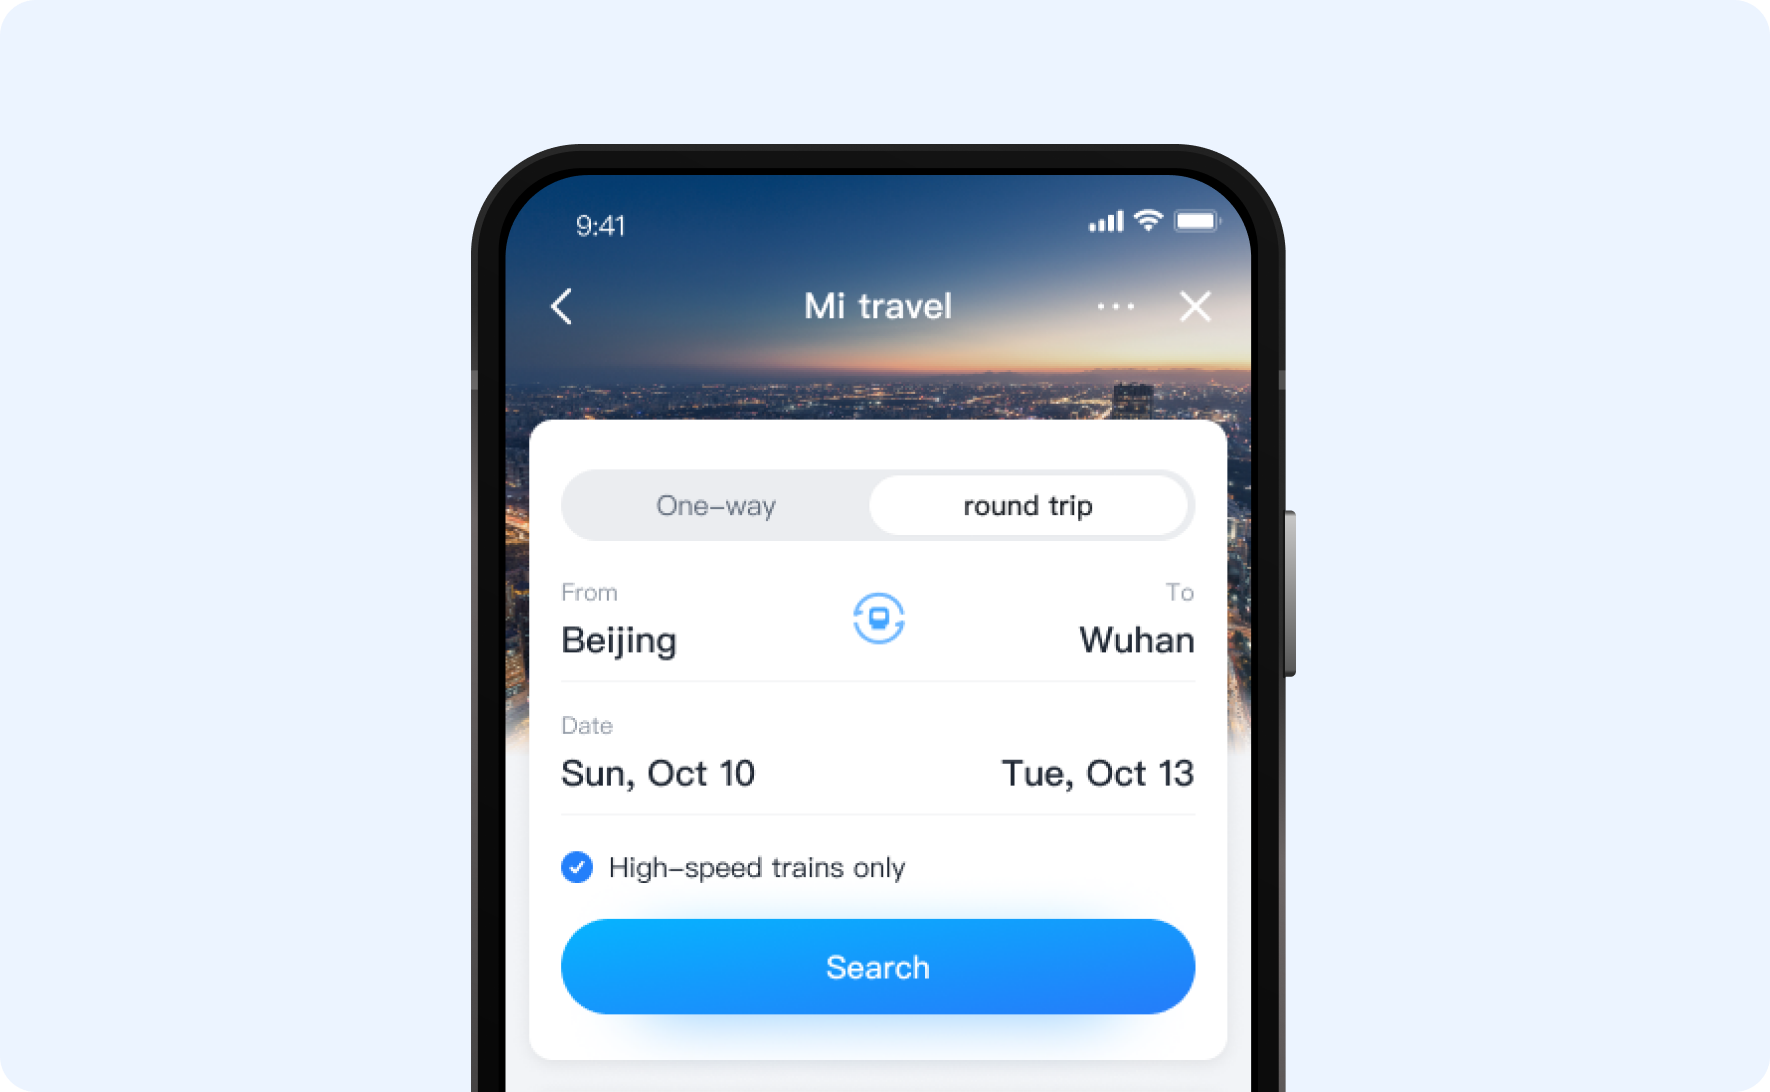 9:41
Mi travel
One-way
round trip
From
To
Beijing
Wuhan
Date
Sun, Oct 10
Tue, Oct 13
High-speed trains only
Search